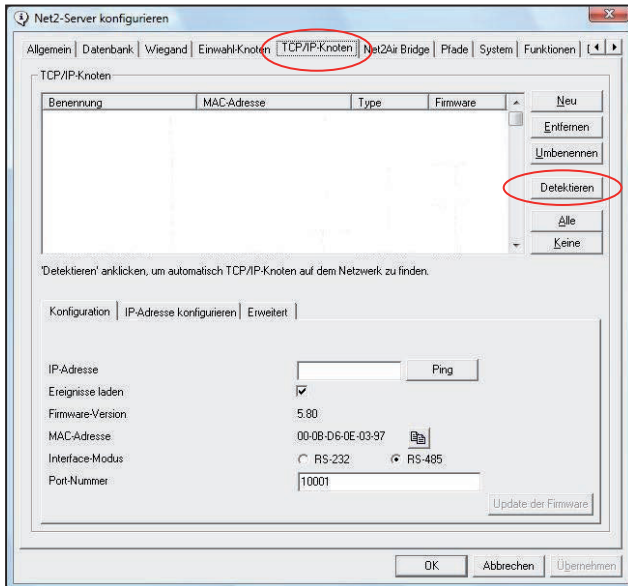 Net2-Server konfigurieren
Allgemein Datenbank Wiegand Einwahl-Knoten TCP/IP-Knoten Net2Air Bridge Pfade System Funktionen
TCP/IP-Knoten
Benennung MAC-Adresse Type Firmware
Neu
Entfernen
Umbenennen
Detektieren
Alle
Keine
'Detektieren' anklicken, um automatisch TCP/IP-Knoten auf dem Netzwerk zu finden.
Konfiguration IP-Adresse konfigurieren Erweitert
IP-Adresse Ping
Ereignisse laden
Firmware-Version 5.80
MAC-Adresse 00-0B-D6-0E-03-97
Interface-Modus RS-232 RS-485
Port-Nummer 10001
Update der Firmware
OK Abbrechen Übernehmen